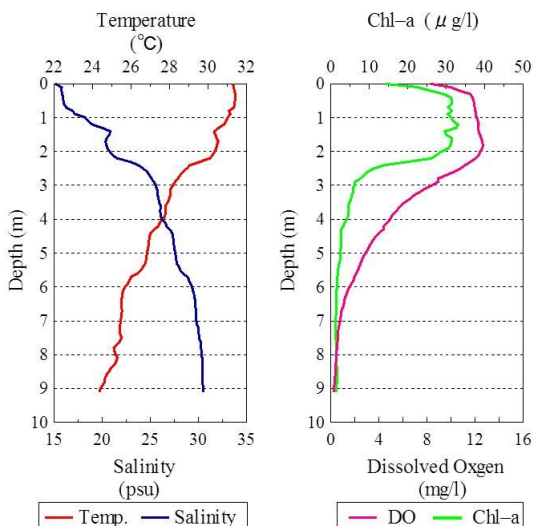 Temperature
(℃)
22 24 26 28 30 32
0
1
2
3
4
5
6
7
8
9
10
Depth (m)
15 20 25 30 35
Salinity
(psu)
Temp. Salinity
Chl–a ( μ g/l)
0 10 20 30 40 50
0
1
2
3
4
5
6
7
8
9
10
Depth (m)
0 4 8 12 16
Dissolved Oxgen
(mg/l)
DO Chl–a